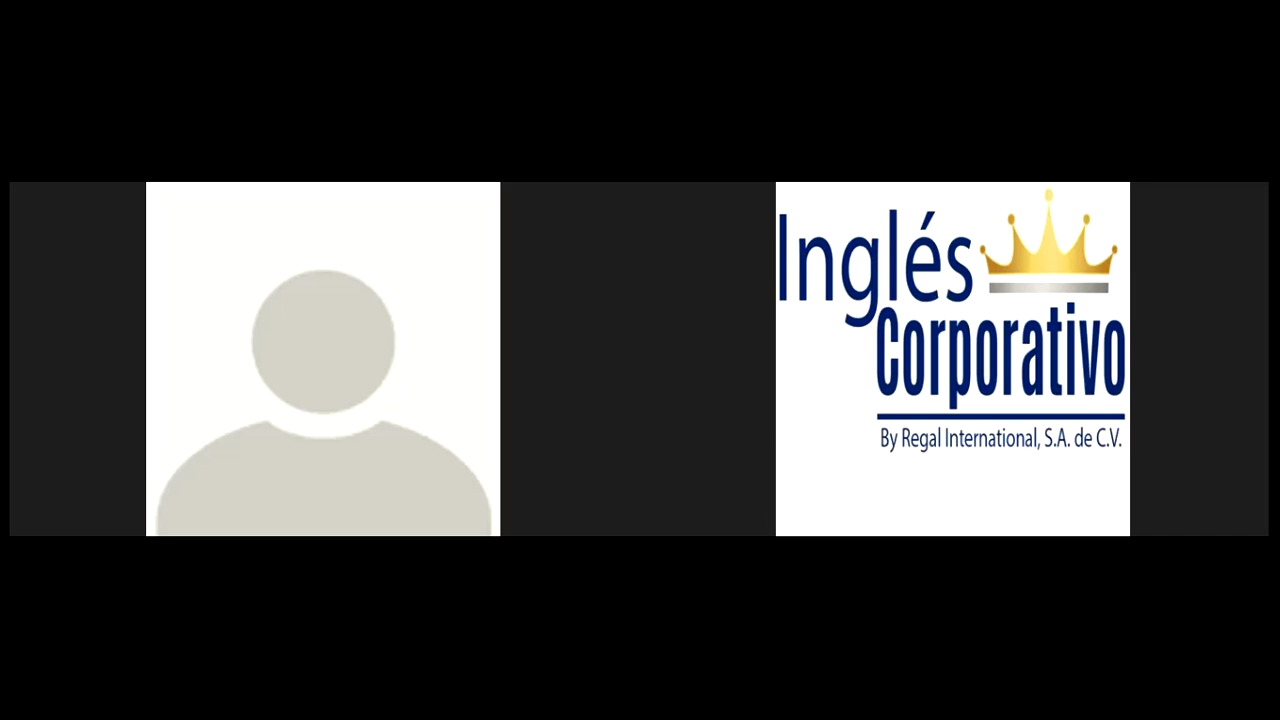 Inglés
Corporativo
By Regal International, S.A. de C.V.